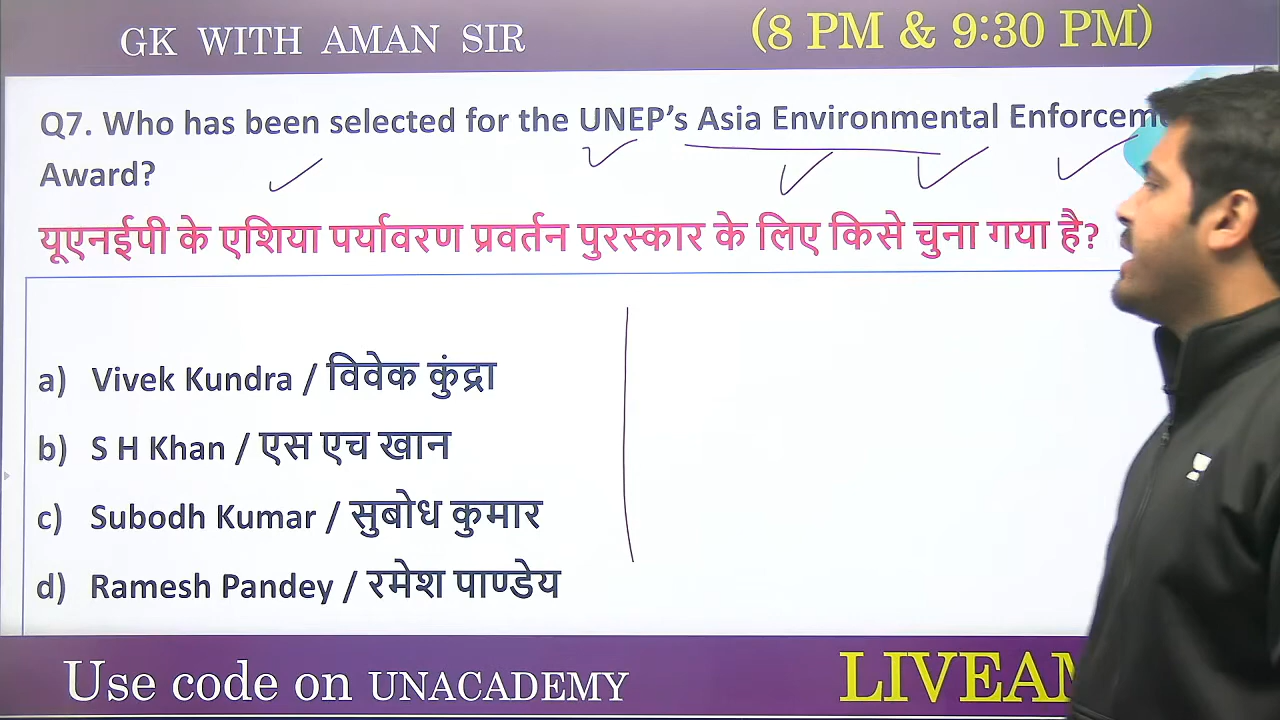 GK WITH AMAN SIR
(8 PM & 9:30 PM)
Q7. Who has been selected for the UNEP's Asia Environmental
Award?
यूएनईपी के एशिया पर्यावरण प्रवर्तन पुरस्कार के लिए किसे चुना गया है?
a) Vivek Kundra / विवेक कुंद्रा
b) S H Khan / एस एच खान
c) Subodh Kumar / सुबोध कुमार
d) Ramesh Pandey / रमेश पाण्डेय
Use code on UNACADEMY